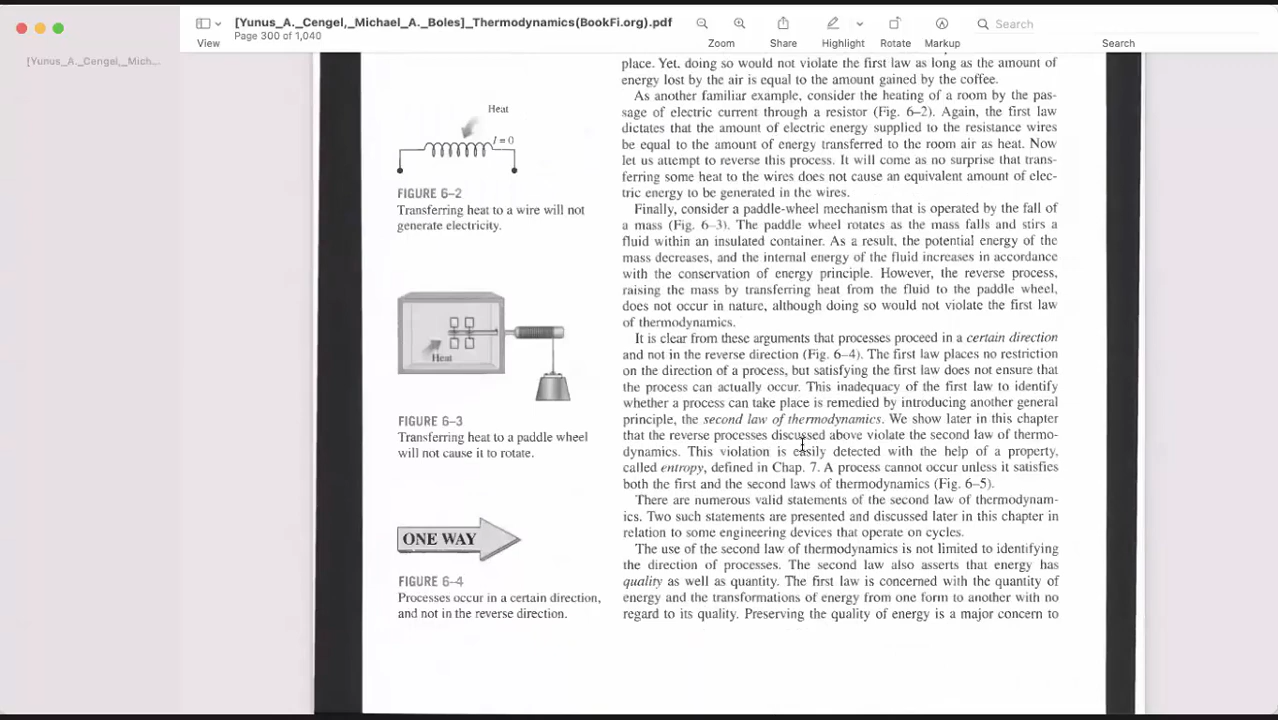 [Yunus_A._Cengel,_Michael_A._Boles]_Thermodynamics(BookFi.org).pdf
Page 300 of 1,040
View
Zoom
Share
Highlight
Rotate
Markup
Search
Search
[Yunus_A._Cengel,_Mich...
place. Yet, doing so would not violate the first law as long as the amount of
energy lost by the air is equal to the amount gained by the coffee.
As another familiar example, consider the heating of a room by the pas-
sage of electric current through a resistor (Fig. 6–2). Again, the first law
dictates that the amount of electric energy supplied to the resistance wires
be equal to the amount of energy transferred to the room air as heat. Now
let us attempt to reverse this process. It will come as no surprise that trans-
ferring some heat to the wires does not cause an equivalent amount of elec-
tric energy to be generated in the wires.
Finally, consider a paddle-wheel mechanism that is operated by the fall of
a mass (Fig. 6–3). The paddle wheel rotates as the mass falls and stirs a
fluid within an insulated container. As a result, the potential energy of the
mass decreases, and the internal energy of the fluid increases in accordance
with the conservation of energy principle. However, the reverse process,
raising the mass by transferring heat from the fluid to the paddle wheel,
does not occur in nature, although doing so would not violate the first law
of thermodynamics.
It is clear from these arguments that processes proceed in a certain direction
and not in the reverse direction (Fig. 6–4). The first law places no restriction
on the direction of a process, but satisfying the first law does not ensure that
the process can actually occur. This inadequacy of the first law to identify
whether a process can take place is remedied by introducing another general
principle, the second law of thermodynamics. We show later in this chapter
that the reverse processes discussed above violate the second law of thermo-
dynamics. This violation is easily detected with the help of a property,
called entropy, defined in Chap. 7. A process cannot occur unless it satisfies
both the first and the second laws of thermodynamics (Fig. 6–5).
There are numerous valid statements of the second law of thermodynam-
ics. Two such statements are presented and discussed later in this chapter in
relation to some engineering devices that operate on cycles.
The use of the second law of thermodynamics is not limited to identifying
the direction of processes. The second law also asserts that energy has
quality as well as quantity. The first law is concerned with the quantity of
energy and the transformations of energy from one form to another with no
regard to its quality. Preserving the quality of energy is a major concern to
Heat
I = 0
FIGURE 6–2
Transferring heat to a wire will not
generate electricity.
Heat
FIGURE 6–3
Transferring heat to a paddle wheel
will not cause it to rotate.
ONE WAY
FIGURE 6–4
Processes occur in a certain direction,
and not in the reverse direction.